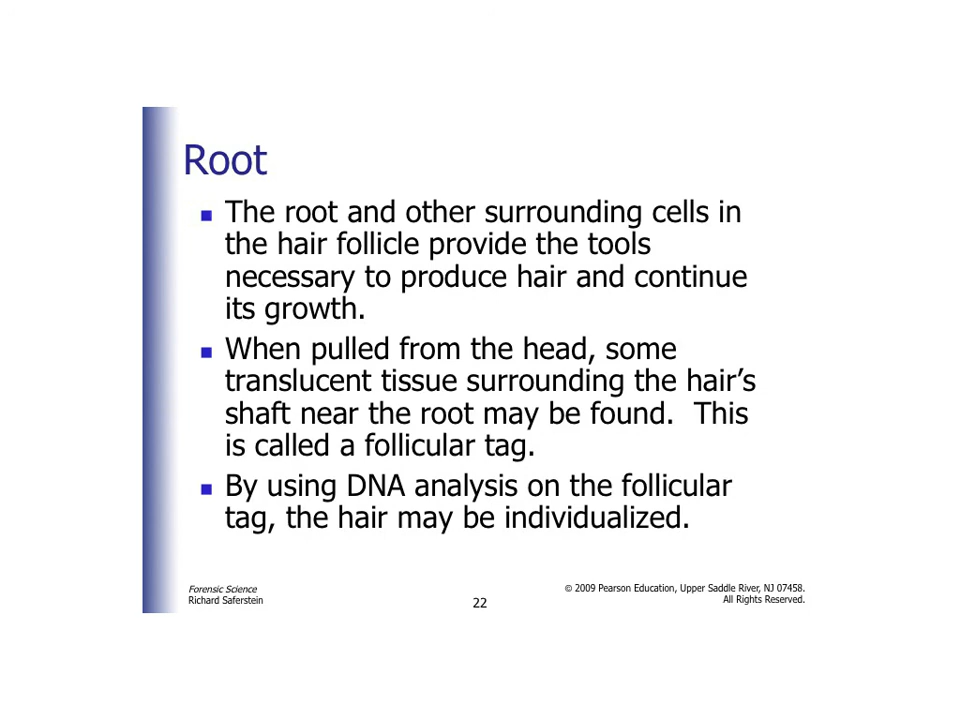 Root
The root and other surrounding cells in
the hair follicle provide the tools
necessary to produce hair and continue
its growth.
When pulled from the head, some
translucent tissue surrounding the hair’s
shaft near the root may be found.  This
is called a follicular tag.
By using DNA analysis on the follicular
tag, the hair may be individualized.
Forensic Science
Richard Saferstein
22
© 2009 Pearson Education, Upper Saddle River, NJ 07458.
All Rights Reserved.